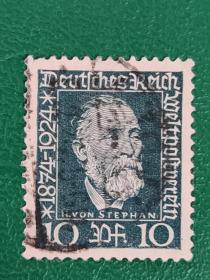 Deutsches Reich
Weltpostverein
*1874-1924*
H.VON STEPHAN
10 Pf. 10